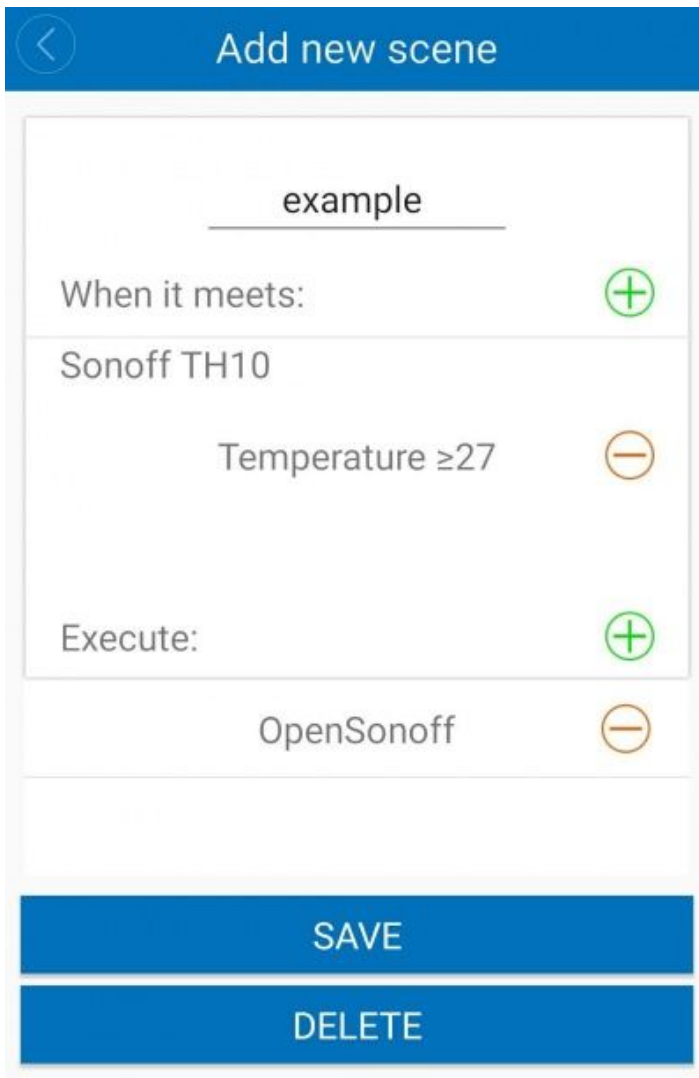 Add new scene
example
When it meets:
Sonoff TH10
Temperature ≥27
Execute:
OpenSonoff
SAVE
DELETE